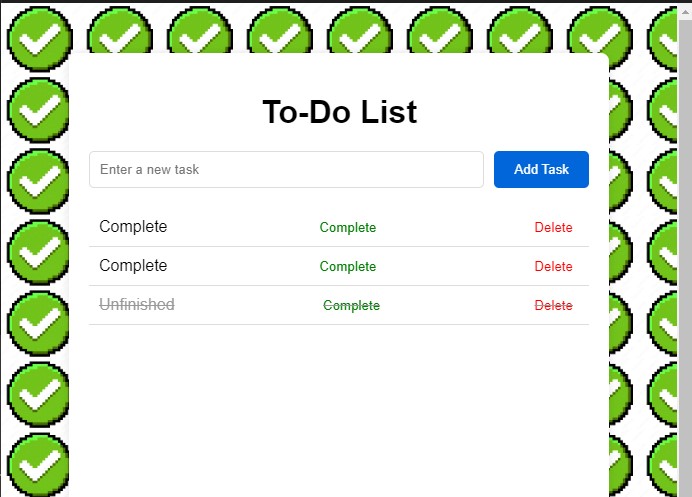 To-Do List
Enter a new task Add Task
Complete Complete Delete
Complete Complete Delete
Unfinished Complete Delete